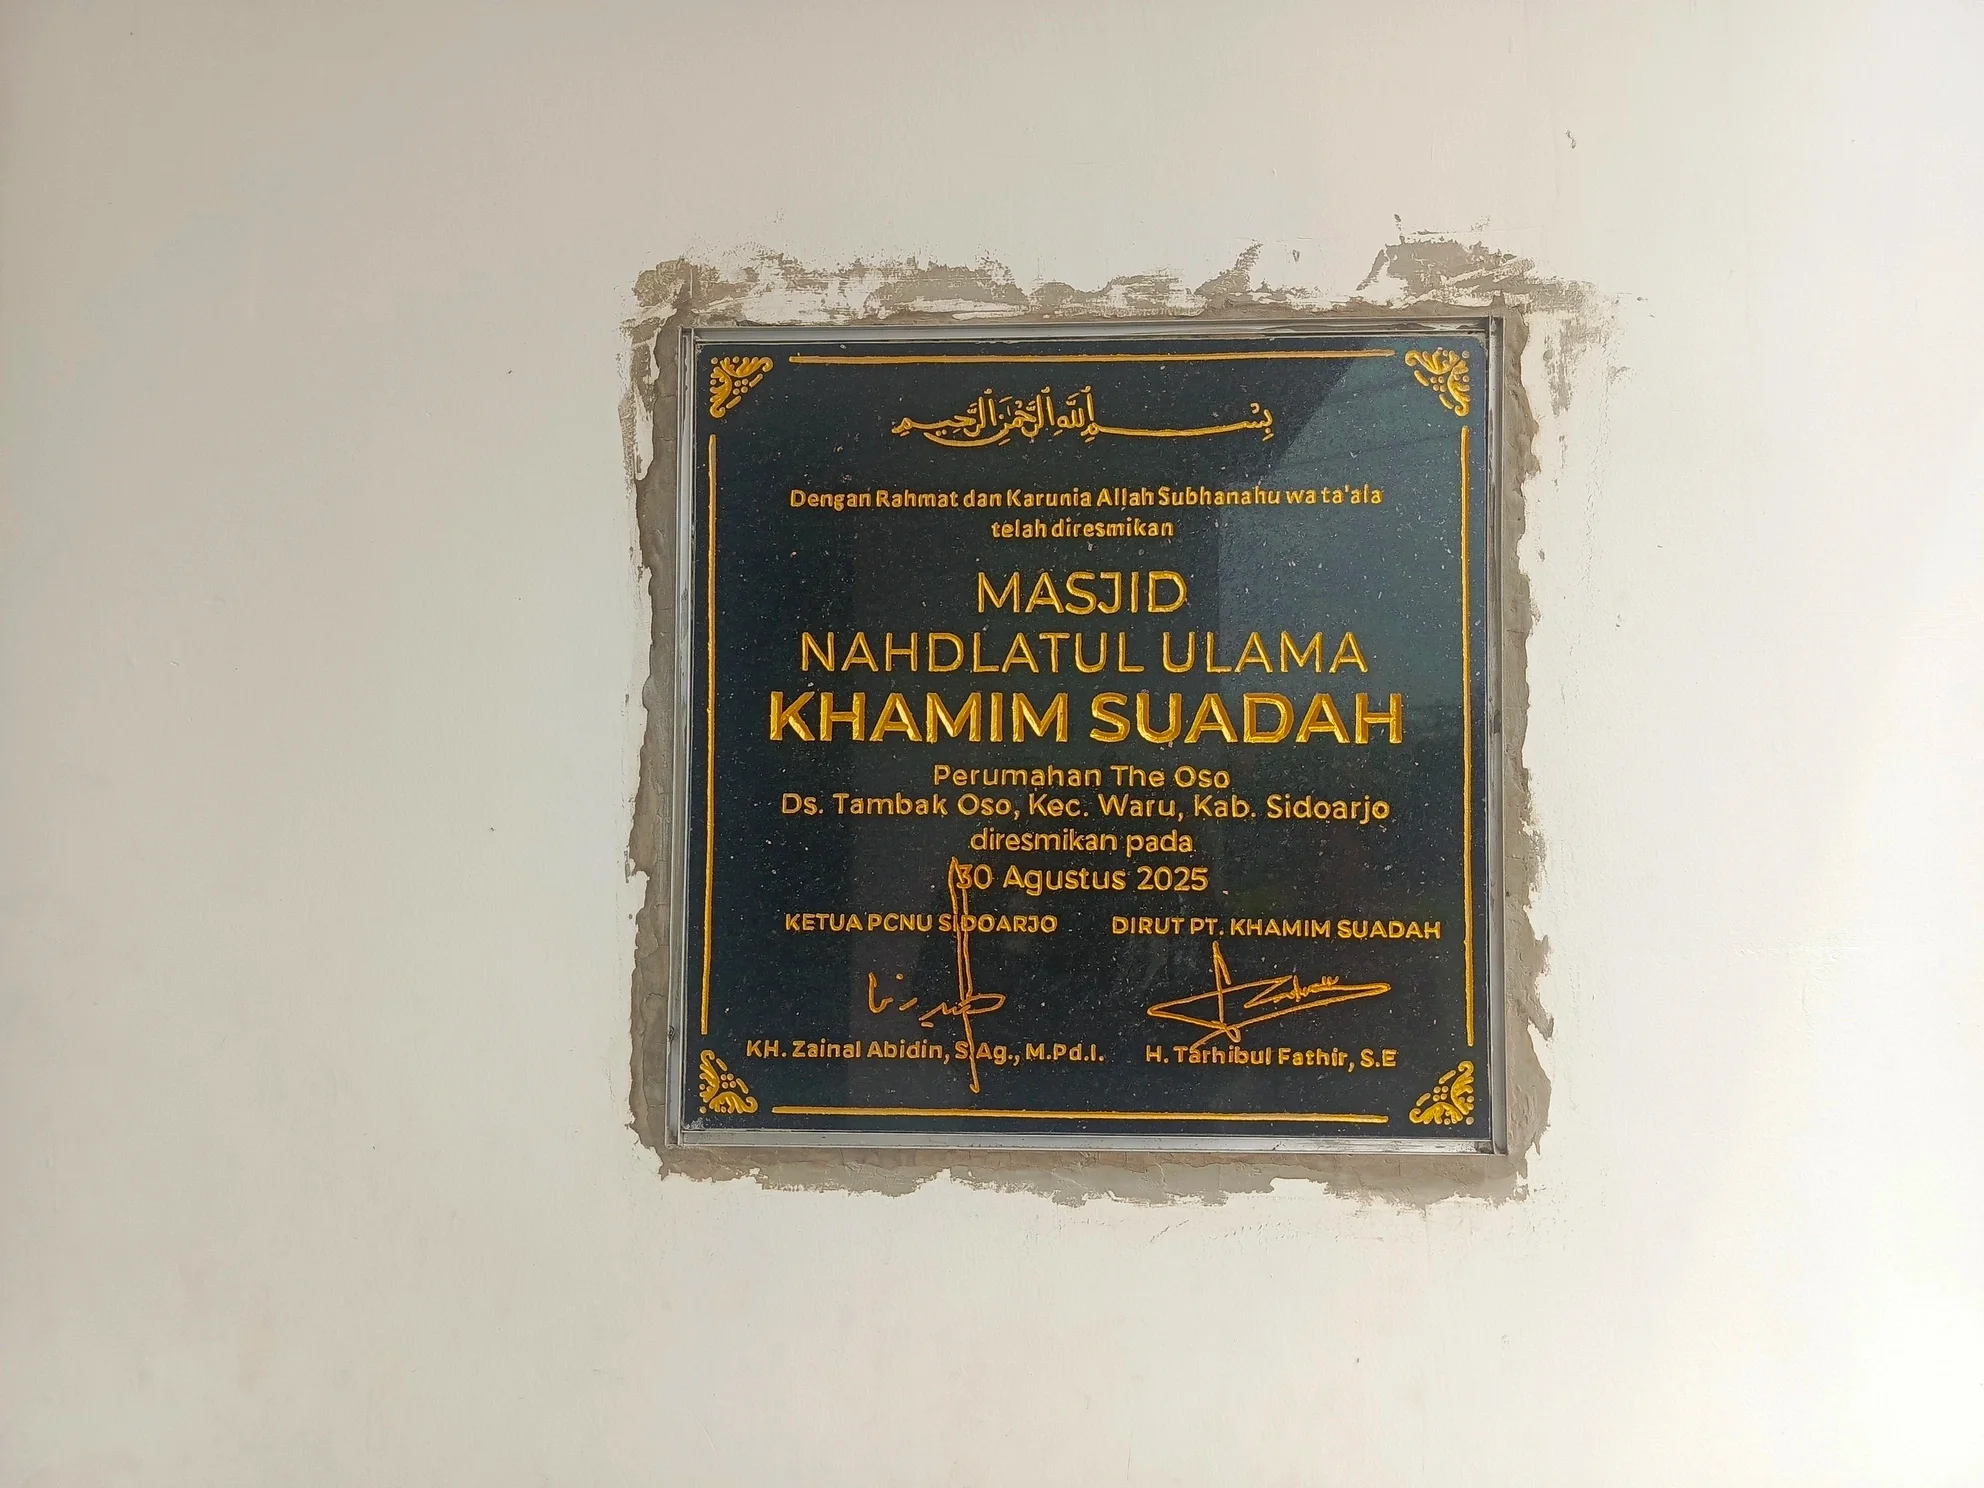 بِسْمِ اللَّهِ الرَّحْمَٰنِ الرَّحِيمِ
Dengan Rahmat dan Karunia Allah Subhanahu wa ta'ala
telah diresmikan
MASJID
NAHDLATUL ULAMA
KHAMIM SUADAH
Perumahan The Oso
Ds. Tambak Oso, Kec. Waru, Kab. Sidoarjo
diresmikan pada
30 Agustus 2025
KETUA PCNU SIDOARJO
KH. Zainal Abidin, S.Ag., M.Pd.I.
DIRUT PT. KHAMIM SUADAH
H. Tarhibul Fathir, S.E